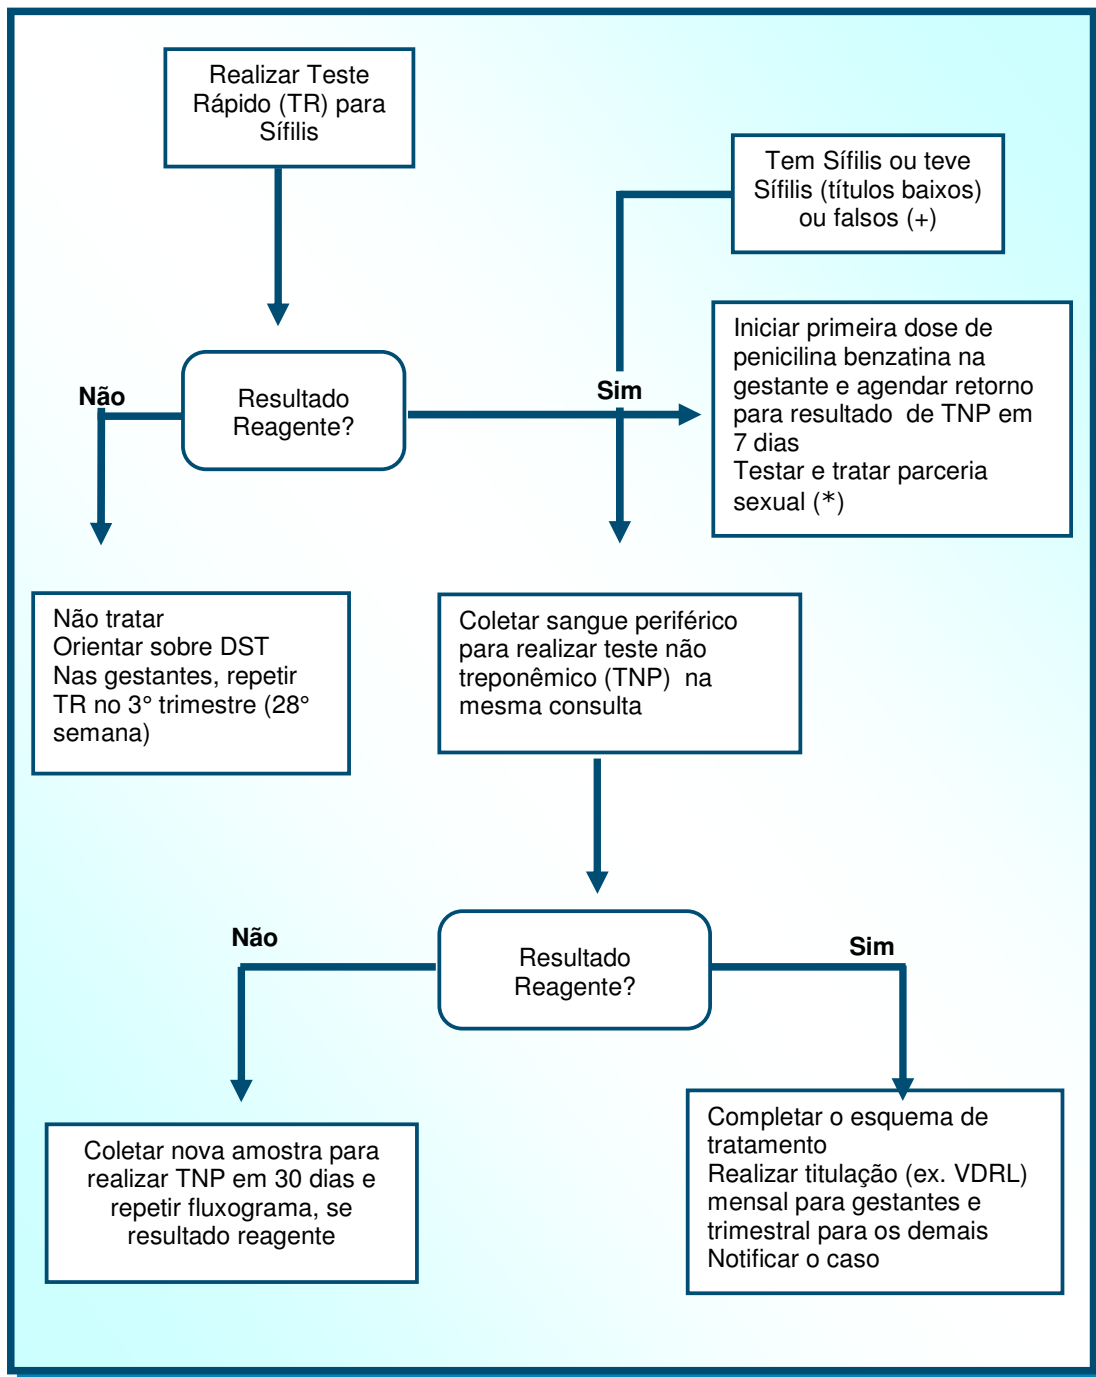 Realizar Teste
Rápido (TR) para
Sífilis
Tem Sífilis ou teve
Sífilis (títulos baixos)
ou falsos (+)
Iniciar primeira dose de
penicilina benzatina na
gestante e agendar retorno
para resultado de TNP em
7 dias
Testar e tratar parceria
sexual (*)
Não
Resultado
Reagente?
Sim
Não tratar
Orientar sobre DST
Nas gestantes, repetir
TR no 3° trimestre (28°
semana)
Coletar sangue periférico
para realizar teste não
treponêmico (TNP) na
mesma consulta
Não
Resultado
Reagente?
Sim
Coletar nova amostra para
realizar TNP em 30 dias e
repetir fluxograma, se
resultado reagente
Completar o esquema de
tratamento
Realizar titulação (ex. VDRL)
mensal para gestantes e
trimestral para os demais
Notificar o caso